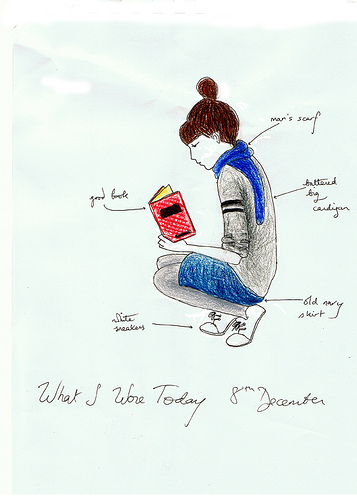 man's scarf
battered
big
cardigan
good book
old navy
skirt
white
sneakers
What I Wore Today 8th December